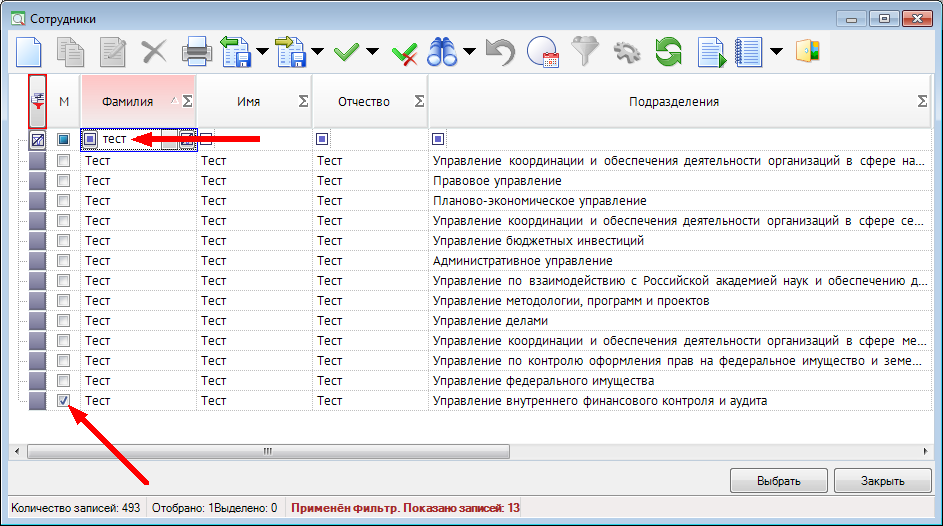 Сотрудники
М Фамилия Σ Имя Σ Отчество Σ Подразделения Σ
тест
Тест Тест Тест Управление координации и обеспечения деятельности организаций в сфере на...
Тест Тест Тест Правовое управление
Тест Тест Тест Планово-экономическое управление
Тест Тест Тест Управление координации и обеспечения деятельности организаций в сфере се...
Тест Тест Тест Управление бюджетных инвестиций
Тест Тест Тест Административное управление
Тест Тест Тест Управление по взаимодействию с Российской академией наук и обеспечению д...
Тест Тест Тест Управление методологии, программ и проектов
Тест Тест Тест Управление делами
Тест Тест Тест Управление координации и обеспечения деятельности организаций в сфере ме...
Тест Тест Тест Управление по контролю оформления прав на федеральное имущество и земе...
Тест Тест Тест Управление федерального имущества
Тест Тест Тест Управление внутреннего финансового контроля и аудита
Выбрать Закрыть
Количество записей: 493 Отобрано: 1 Выделено: 0 Применён фильтр. Показано записей: 13